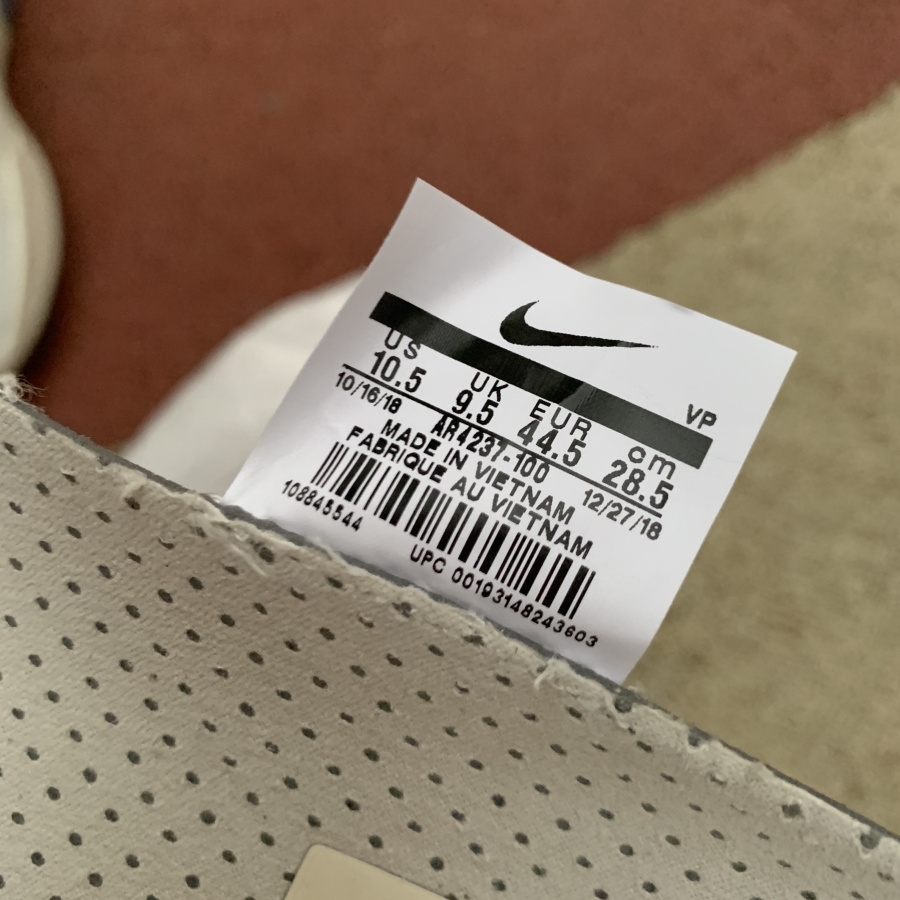 VP
US UK EUR cm
10.5 9.5 44.5 28.5
10/16/18 AR4237-100 12/27/18
MADE IN VIETNAM
FABRIQUE AU VIETNAM
108845544
UPC 00193148243603